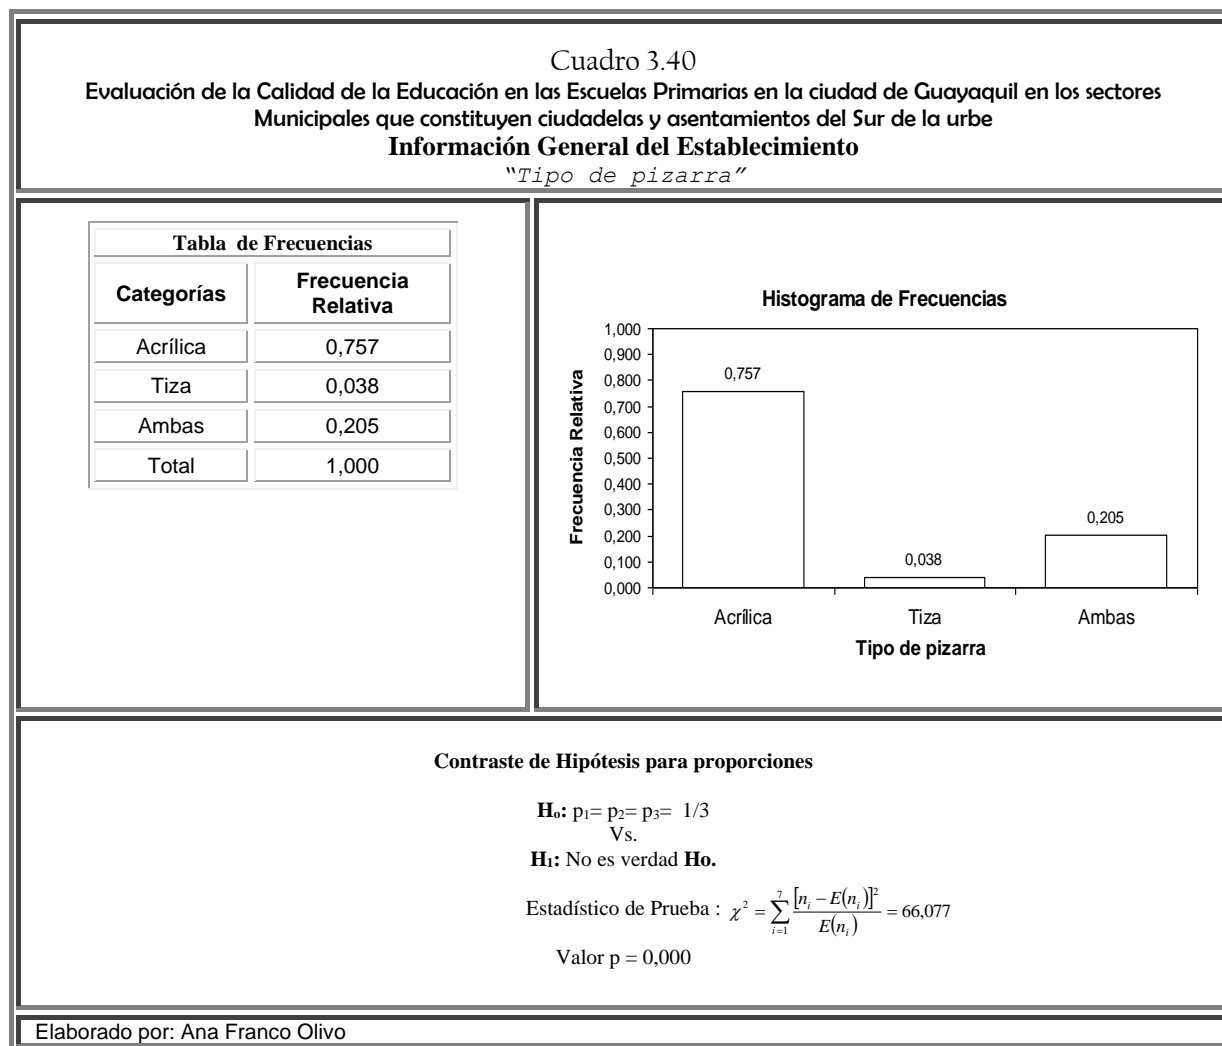 Cuadro 3.40
Evaluación de la Calidad de la Educación en las Escuelas Primarias en la ciudad de Guayaquil en los sectores
Municipales que constituyen ciudadelas y asentamientos del Sur de la urbe
Información General del Establecimiento
“Tipo de pizarra”
Tabla de Frecuencias
Categorías Frecuencia
Relativa
Acrílica 0,757
Tiza 0,038
Ambas 0,205
Total 1,000
Histograma de Frecuencias
Frecuencia Relativa
1,000
0,900
0,800
0,700
0,600
0,500
0,400
0,300
0,200
0,100
0,000
0,757
0,038
0,205
Acrílica Tiza Ambas
Tipo de pizarra
Contraste de Hipótesis para proporciones
Ho: p1= p2= p3= 1/3
Vs.
H1: No es verdad Ho.
Estadístico de Prueba : χ² = ∑_{i=1}^{7} [n_i − E(n_i)]² / E(n_i) = 66,077
Valor p = 0,000
Elaborado por: Ana Franco Olivo